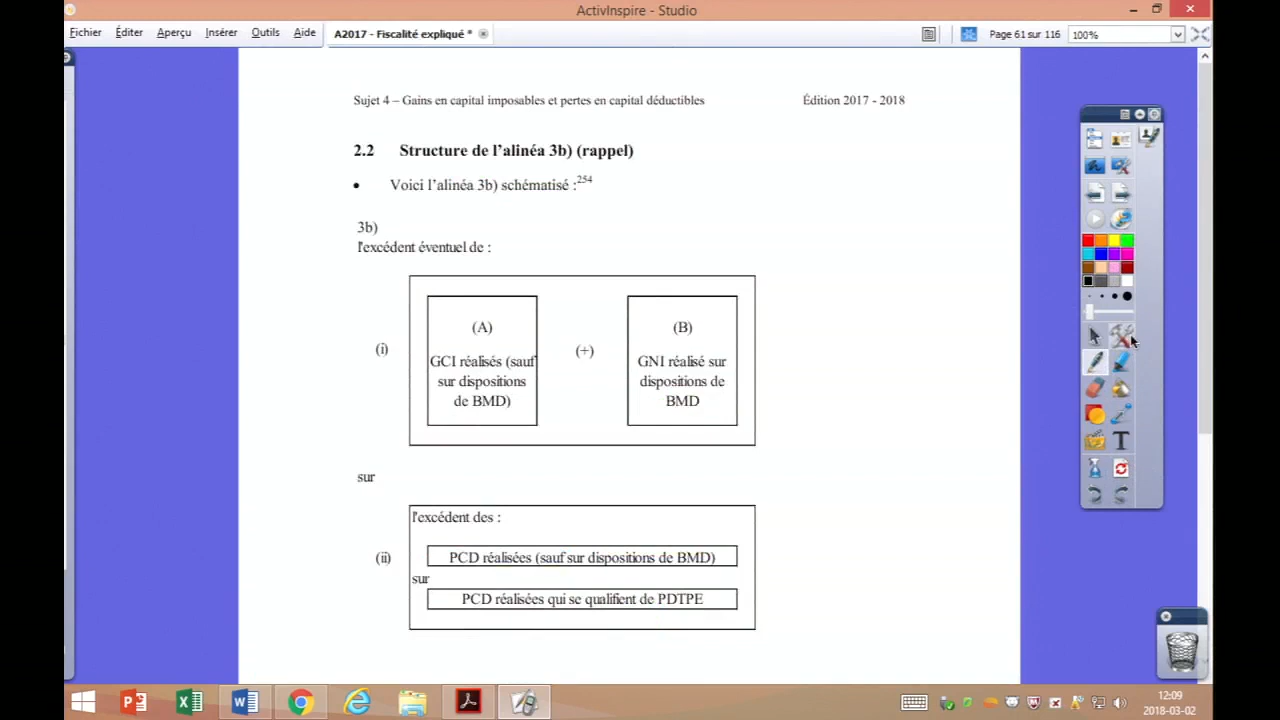 ActivInspire - Studio
Fichier Éditer Aperçu Insérer Outils Aide
A2017 - Fiscalité expliqué *
Page 61 sur 116
100%
Sujet 4 – Gains en capital imposables et pertes en capital déductibles
Édition 2017 - 2018
2.2 Structure de l’alinéa 3b) (rappel)
• Voici l’alinéa 3b) schématisé :254
3b)
l'excédent éventuel de :
(i)
(A)
GCI réalisés (sauf
sur dispositions
de BMD)
(+)
(B)
GNI réalisé sur
dispositions de
BMD
sur
(ii)
l'excédent des :
PCD réalisées (sauf sur dispositions de BMD)
sur
PCD réalisées qui se qualifient de PDTPE
12:09
2018-03-02